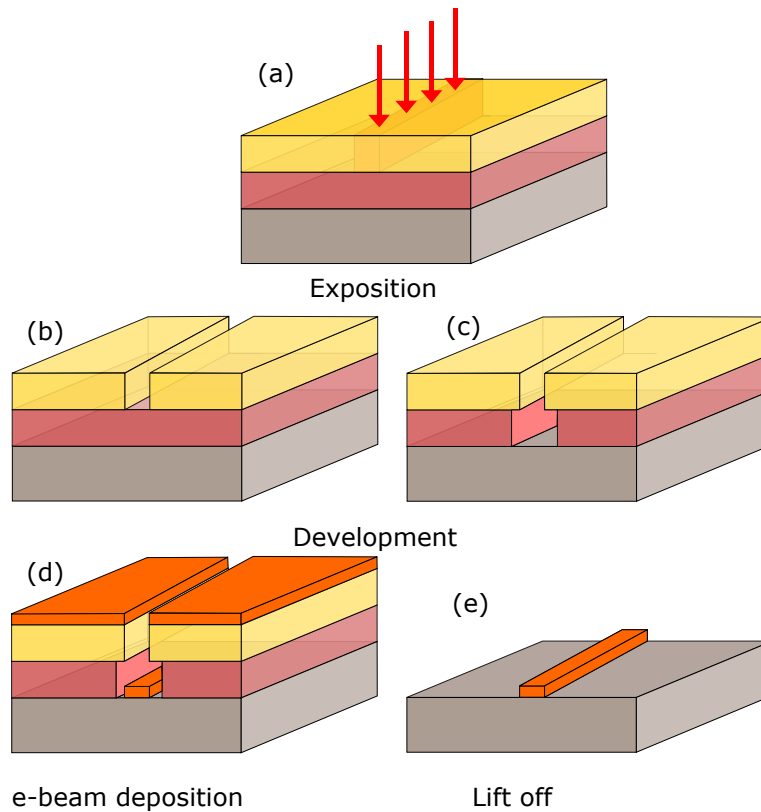 (a)
Exposition
(b)
(c)
Development
(d)
(e)
e-beam deposition
Lift off